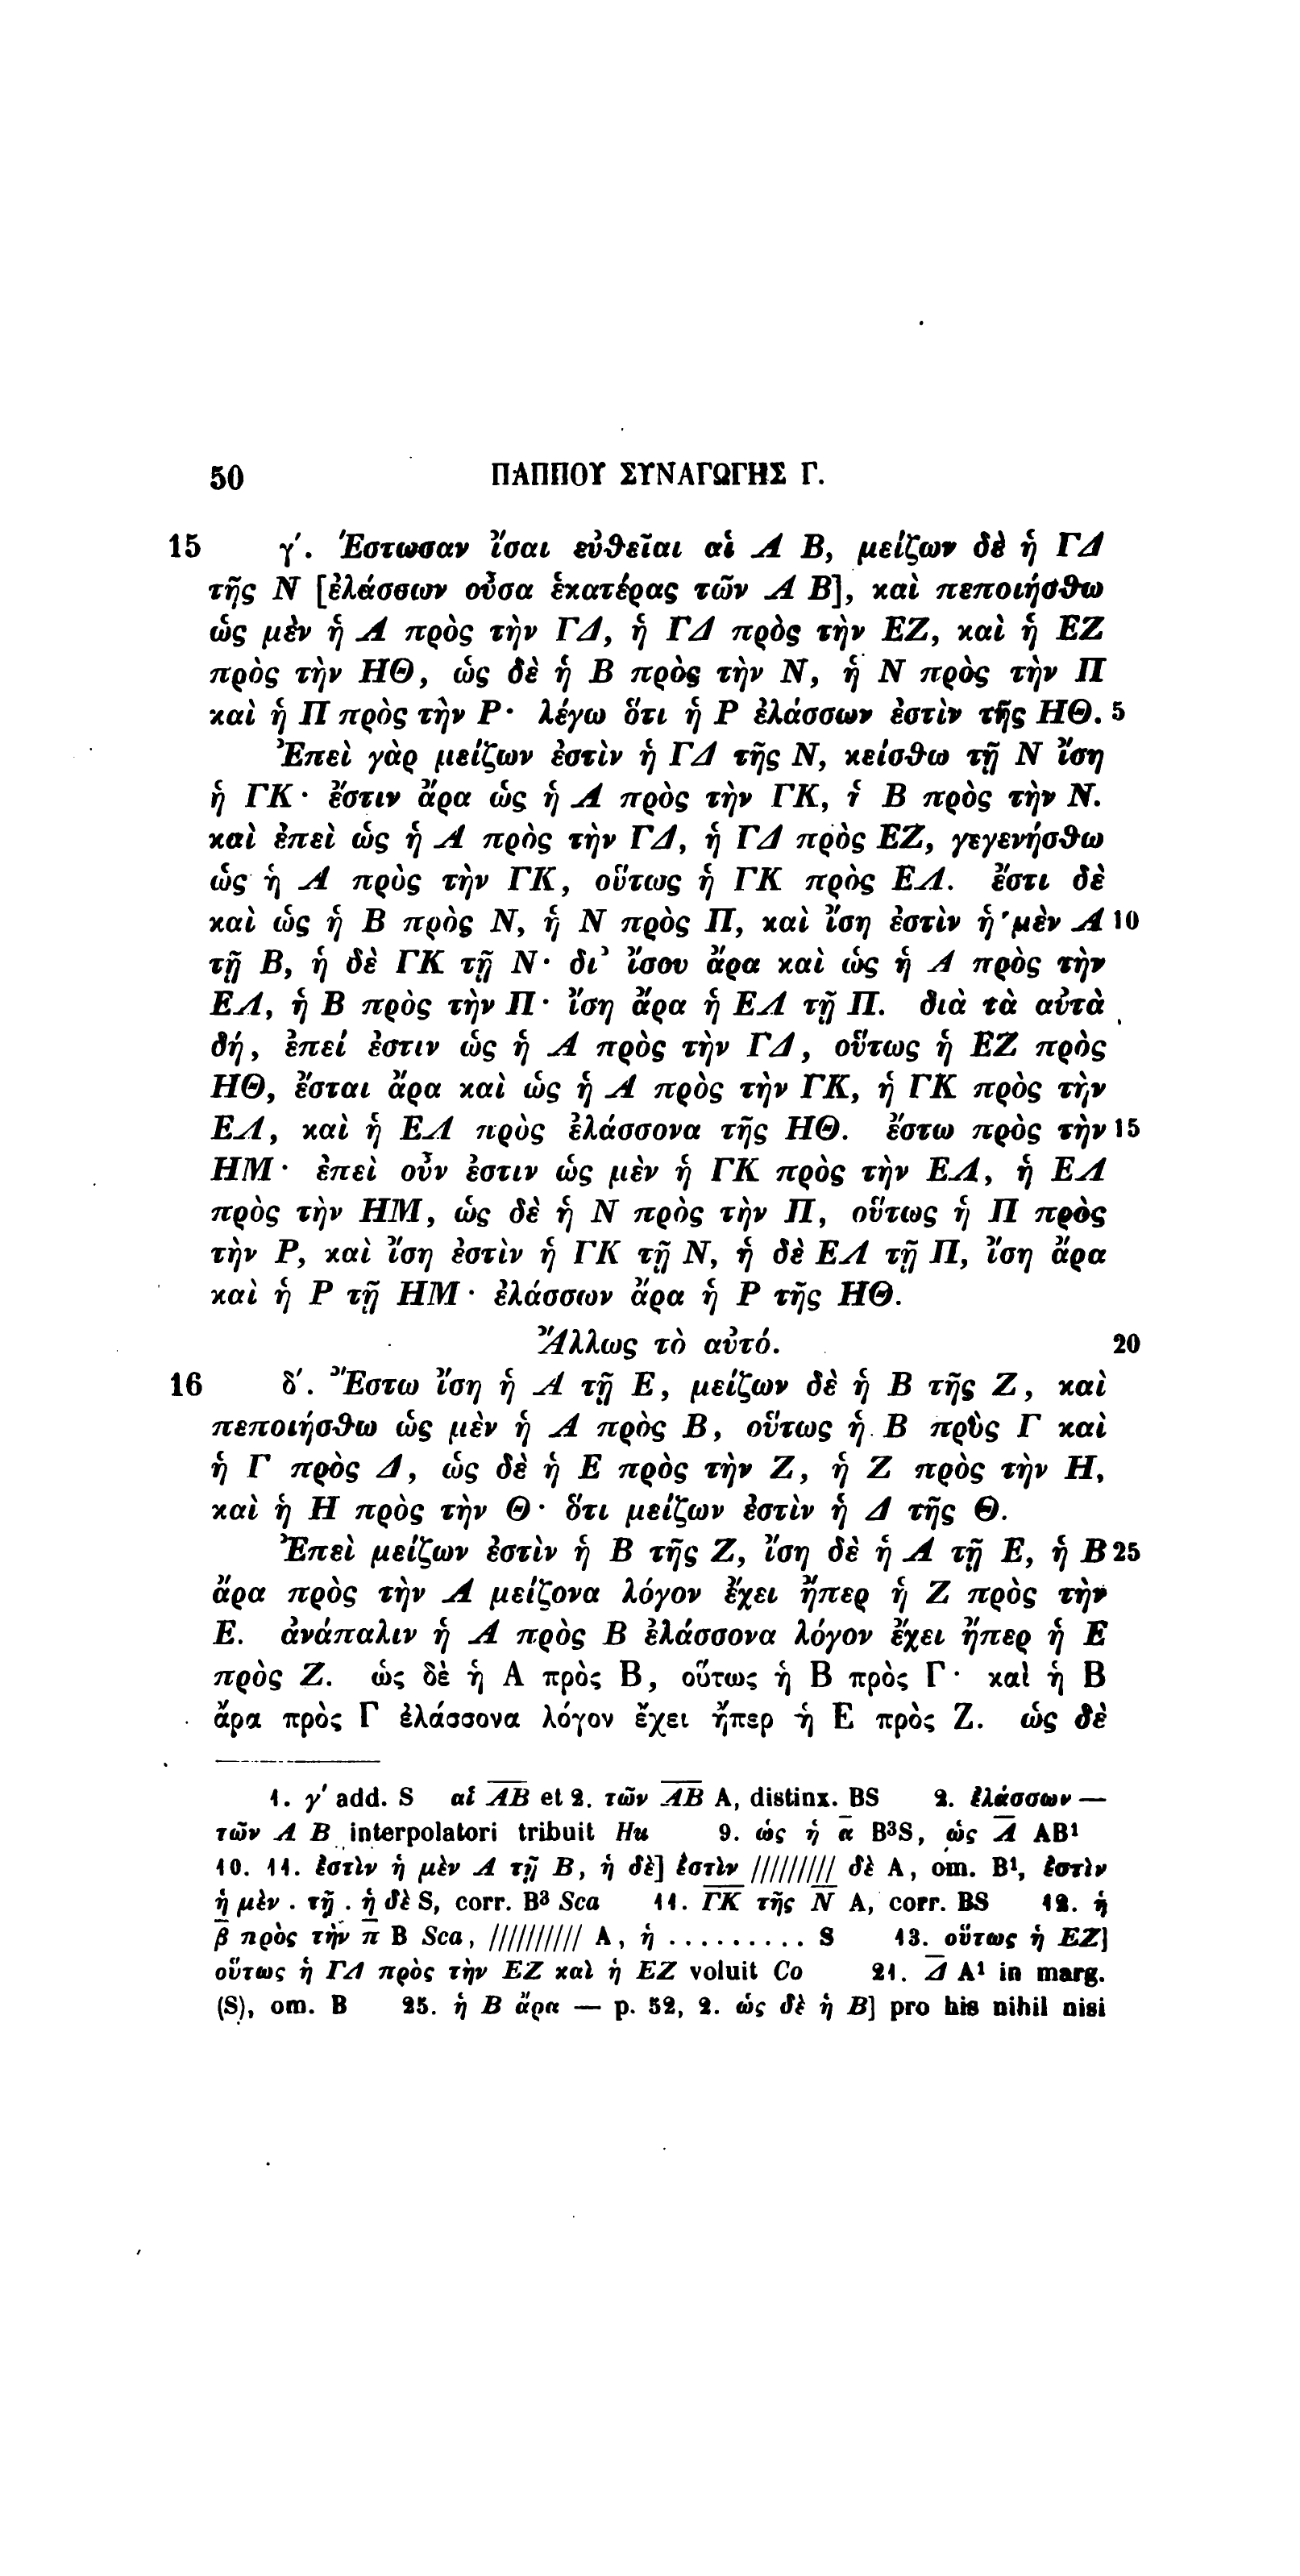 50 ΠΑΠΠΟΥ ΣΥΝΑΓΩΓΗΣ Γ.
15 γ΄. Ἔστωσαν ἴσαι εὐθεῖαι αἱ Α Β, μείζων δὲ ἡ ΓΔ
τῆς Ν [ἐλάσσων οὖσα ἑκατέρας τῶν Α Β], καὶ πεποιήσθω
ὡς μὲν ἡ Α πρὸς τὴν ΓΔ, ἡ ΓΔ πρὸς τὴν ΕΖ, καὶ ἡ ΕΖ
πρὸς τὴν ΗΘ, ὡς δὲ ἡ Β πρὸς τὴν Ν, ἡ Ν πρὸς τὴν Π
καὶ ἡ Π πρὸς τὴν Ρ· λέγω ὅτι ἡ Ρ ἐλάσσων ἐστὶν τῆς ΗΘ. 5
Ἐπεὶ γὰρ μείζων ἐστὶν ἡ ΓΔ τῆς Ν, κείσθω τῇ Ν ἴση
ἡ ΓΚ· ἔστιν ἄρα ὡς ἡ Α πρὸς τὴν ΓΚ, ἡ Β πρὸς τὴν Ν.
καὶ ἐπεὶ ὡς ἡ Α πρὸς τὴν ΓΔ, ἡ ΓΔ πρὸς ΕΖ, γεγενήσθω
ὡς ἡ Α πρὸς τὴν ΓΚ, οὕτως ἡ ΓΚ πρὸς ΕΛ. ἔστι δὲ
καὶ ὡς ἡ Β πρὸς Ν, ἡ Ν πρὸς Π, καὶ ἴση ἐστὶν ἡ μὲν Α 10
τῇ Β, ἡ δὲ ΓΚ τῇ Ν· δι᾽ ἴσου ἄρα καὶ ὡς ἡ Α πρὸς τὴν
ΕΛ, ἡ Β πρὸς τὴν Π· ἴση ἄρα ἡ ΕΛ τῇ Π. διὰ τὰ αὐτὰ
δή, ἐπεί ἐστιν ὡς ἡ Α πρὸς τὴν ΓΔ, οὕτως ἡ ΕΖ πρὸς
ΗΘ, ἔσται ἄρα καὶ ὡς ἡ Α πρὸς τὴν ΓΚ, ἡ ΓΚ πρὸς τὴν
ΕΛ, καὶ ἡ ΕΛ πρὸς ἐλάσσονα τῆς ΗΘ. ἔστω πρὸς τὴν 15
ΗΜ· ἐπεὶ οὖν ἐστιν ὡς μὲν ἡ ΓΚ πρὸς τὴν ΕΛ, ἡ ΕΛ
πρὸς τὴν ΗΜ, ὡς δὲ ἡ Ν πρὸς τὴν Π, οὕτως ἡ Π πρὸς
τὴν Ρ, καὶ ἴση ἐστὶν ἡ ΓΚ τῇ Ν, ἡ δὲ ΕΛ τῇ Π, ἴση ἄρα
καὶ ἡ Ρ τῇ ΗΜ· ἐλάσσων ἄρα ἡ Ρ τῆς ΗΘ.
Ἄλλως τὸ αὐτό. 20
16 δ΄. Ἔστω ἴση ἡ Α τῇ Ε, μείζων δὲ ἡ Β τῆς Ζ, καὶ
πεποιήσθω ὡς μὲν ἡ Α πρὸς Β, οὕτως ἡ Β πρὸς Γ καὶ
ἡ Γ πρὸς Δ, ὡς δὲ ἡ Ε πρὸς τὴν Ζ, ἡ Ζ πρὸς τὴν Η,
καὶ ἡ Η πρὸς τὴν Θ· ὅτι μείζων ἐστὶν ἡ Δ τῆς Θ.
Ἐπεὶ μείζων ἐστὶν ἡ Β τῆς Ζ, ἴση δὲ ἡ Α τῇ Ε, ἡ Β 25
ἄρα πρὸς τὴν Α μείζονα λόγον ἔχει ἤπερ ἡ Ζ πρὸς τὴν
Ε. ἀνάπαλιν ἡ Α πρὸς Β ἐλάσσονα λόγον ἔχει ἤπερ ἡ Ε
πρὸς Ζ. ὡς δὲ ἡ Α πρὸς Β, οὕτως ἡ Β πρὸς Γ· καὶ ἡ Β
ἄρα πρὸς Γ ἐλάσσονα λόγον ἔχει ἤπερ ἡ Ε πρὸς Ζ. ὡς δὲ
1. γ΄ add. S αἱ Α̅Β̅ et 2. τῶν Α̅Β̅ A, distinx. BS 2. ἐλάσσων —
τῶν Α Β interpolatori tribuit Hu 9. ὡς ἡ α̅ B³S, ὡς Α̅ AB¹
10. 11. ἐστὶν ἡ μὲν Α τῇ Β, ἡ δὲ] ἐστὶν ///////// δὲ A, om. B¹, ἐστὶν
ἡ μὲν . τῇ . ἡ δὲ S, corr. B³ Sca 11. Γ̅Κ̅ τῆς Ν̅ A, corr. BS 12. ἡ
β̅ πρὸς τὴν π̅ B Sca, ////////// A, ἡ ......... S 13. οὕτως ἡ ΕΖ]
οὕτως ἡ ΓΔ πρὸς τὴν ΕΖ καὶ ἡ ΕΖ voluit Co 21. Δ̅ A¹ in marg.
(S), om. B 25. ἡ Β ἄρα — p. 52, 2. ὡς δὲ ἡ Β] pro his nihil nisi